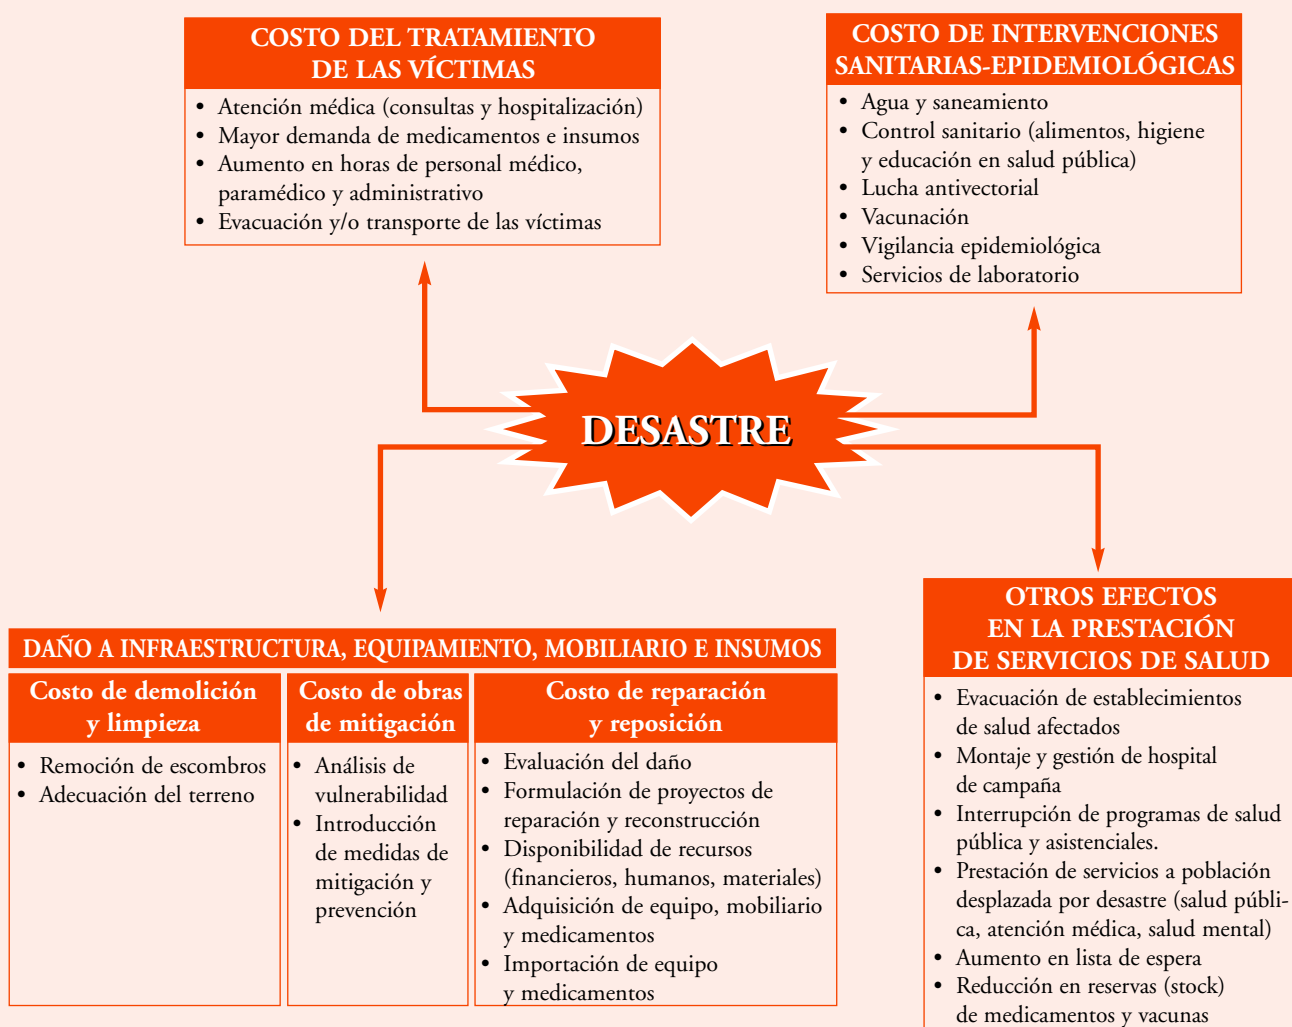 COSTO DEL TRATAMIENTO
DE LAS VÍCTIMAS
• Atención médica (consultas y hospitalización)
• Mayor demanda de medicamentos e insumos
• Aumento en horas de personal médico,
paramédico y administrativo
• Evacuación y/o transporte de las víctimas
COSTO DE INTERVENCIONES
SANITARIAS-EPIDEMIOLÓGICAS
• Agua y saneamiento
• Control sanitario (alimentos, higiene
y educación en salud pública)
• Lucha antivectorial
• Vacunación
• Vigilancia epidemiológica
• Servicios de laboratorio
DESASTRE
DAÑO A INFRAESTRUCTURA, EQUIPAMIENTO, MOBILIARIO E INSUMOS
Costo de demolición
y limpieza
• Remoción de escombros
• Adecuación del terreno
Costo de obras
de mitigación
• Análisis de
vulnerabilidad
• Introducción
de medidas de
mitigación y
prevención
Costo de reparación
y reposición
• Evaluación del daño
• Formulación de proyectos de
reparación y reconstrucción
• Disponibilidad de recursos
(financieros, humanos, materiales)
• Adquisición de equipo, mobiliario
y medicamentos
• Importación de equipo
y medicamentos
OTROS EFECTOS
EN LA PRESTACIÓN
DE SERVICIOS DE SALUD
• Evacuación de establecimientos
de salud afectados
• Montaje y gestión de hospital
de campaña
• Interrupción de programas de salud
pública y asistenciales.
• Prestación de servicios a población
desplazada por desastre (salud públi-
ca, atención médica, salud mental)
• Aumento en lista de espera
• Reducción en reservas (stock)
de medicamentos y vacunas